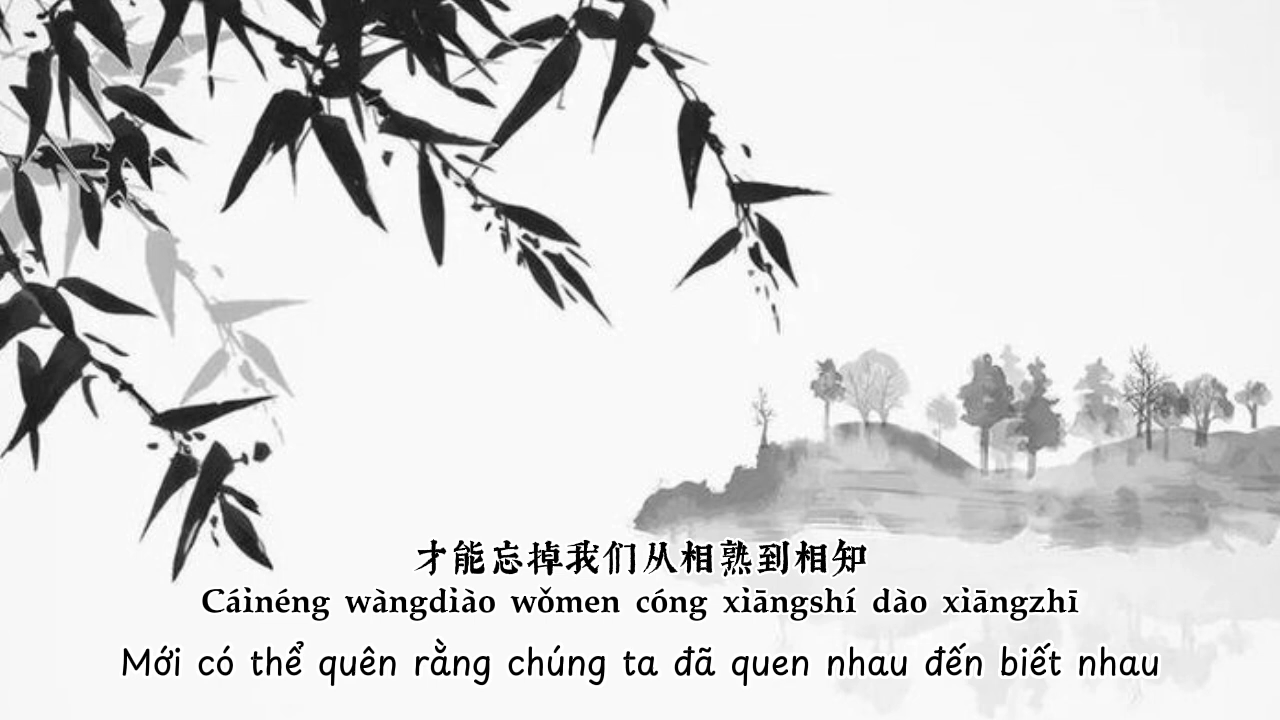 才能忘掉我们从相熟到相知
Cáinéng wàngdiào wǒmen cóng xiāngshí dào xiāngzhī
Mới có thể quên rằng chúng ta đã quen nhau đến biết nhau